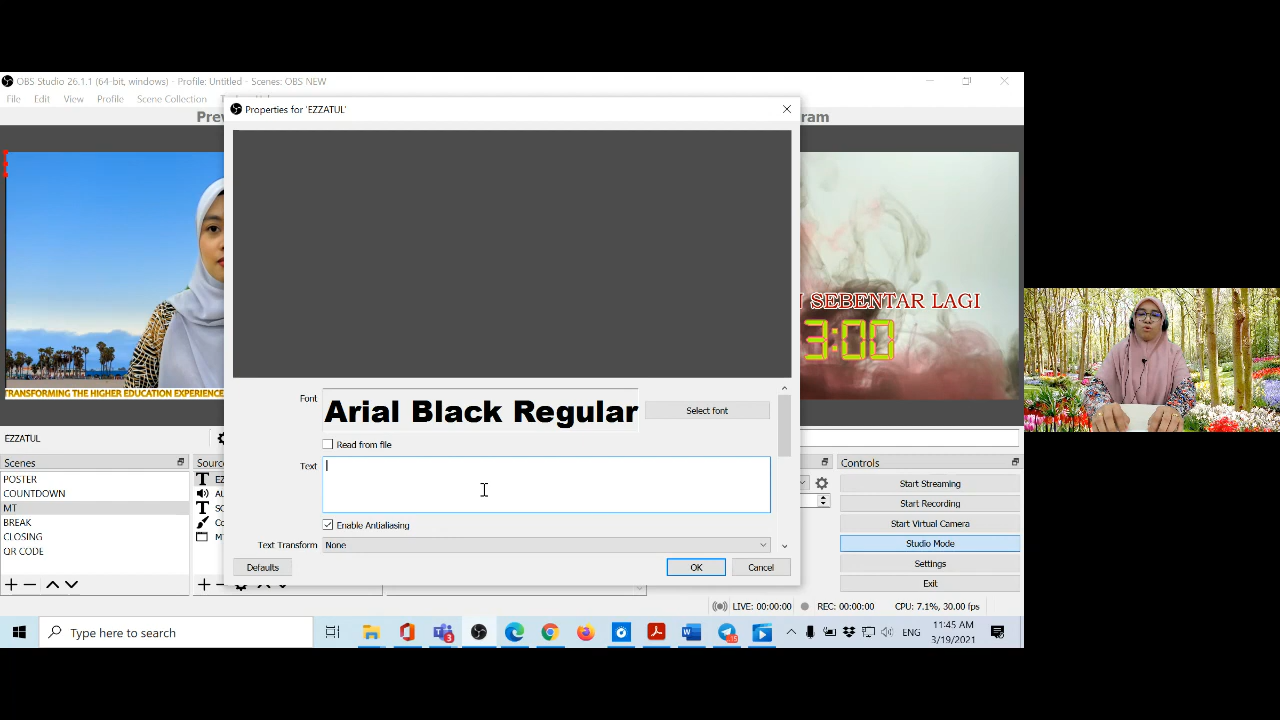 OBS Studio 26.1.1 (64-bit, windows) - Profile: Untitled - Scenes: OBS NEW
File Edit View Profile Scene Collection
Properties for 'EZZATUL'
SEBENTAR LAGI
3:00
TRANSFORMING THE HIGHER EDUCATION EXPERIENCE
Font
Arial Black Regular
Select font
Read from file
Text
Enable Antialiasing
Text Transform
None
Defaults
OK
Cancel
EZZATUL
Scenes
POSTER
COUNTDOWN
MT
BREAK
CLOSING
QR CODE
Controls
Start Streaming
Start Recording
Start Virtual Camera
Studio Mode
Settings
Exit
LIVE: 00:00:00
REC: 00:00:00
CPU: 7.1%, 30.00 fps
Type here to search
ENG
11:45 AM
3/19/2021